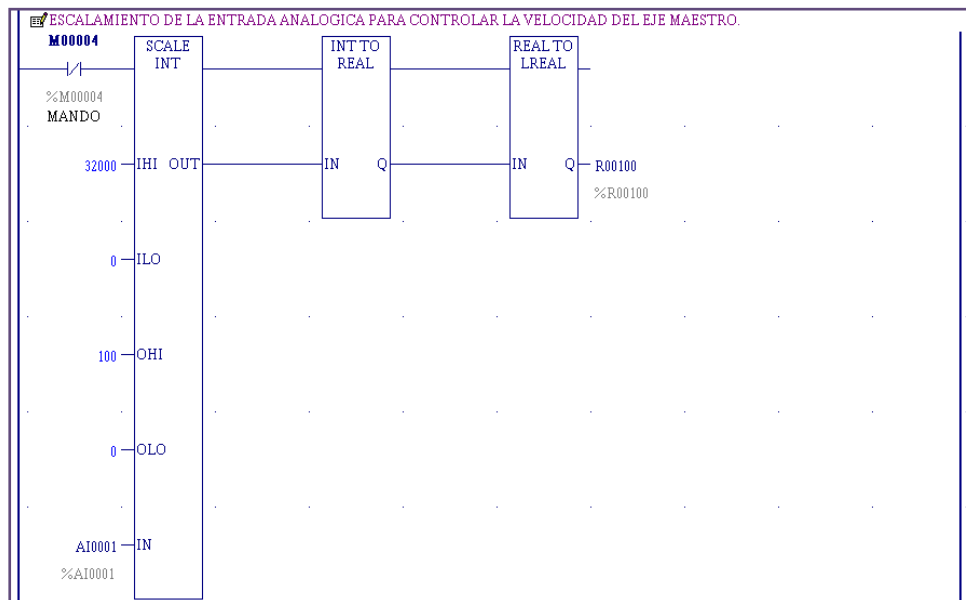 ESCALAMIENTO DE LA ENTRADA ANALOGICA PARA CONTROLAR LA VELOCIDAD DEL EJE MAESTRO.
M00004
SCALE INT
INT TO REAL
REAL TO LREAL
%M00004
MANDO
32000 IHI OUT IN Q IN Q R00100
%R00100
0 ILO
100 OHI
0 OLO
AI0001 IN
%AI0001